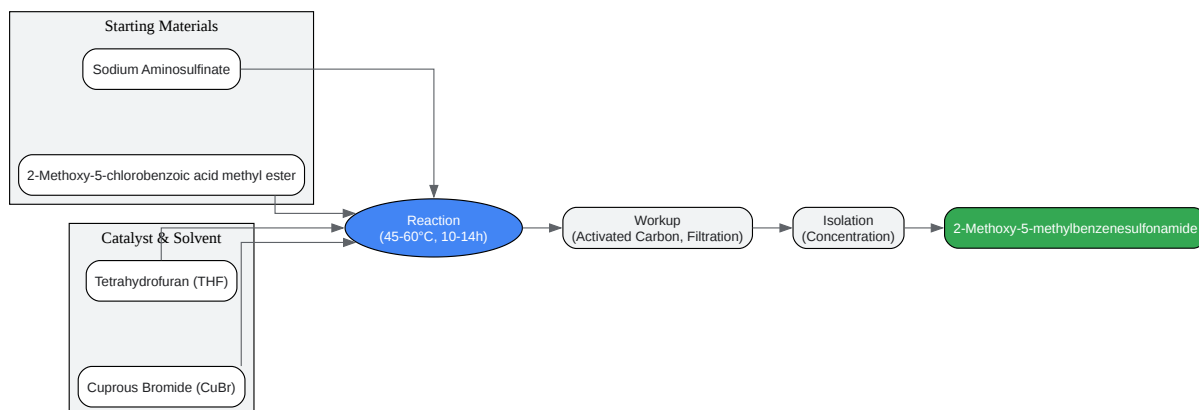 Starting Materials
Sodium Aminosulfinate
2-Methoxy-5-chlorobenzoic acid methyl ester
Catalyst & Solvent
Tetrahydrofuran (THF)
Cuprous Bromide (CuBr)
Reaction
(45-60°C, 10-14h)
Workup
(Activated Carbon, Filtration)
Isolation
(Concentration)
2-Methoxy-5-methylbenzenesulfonamide